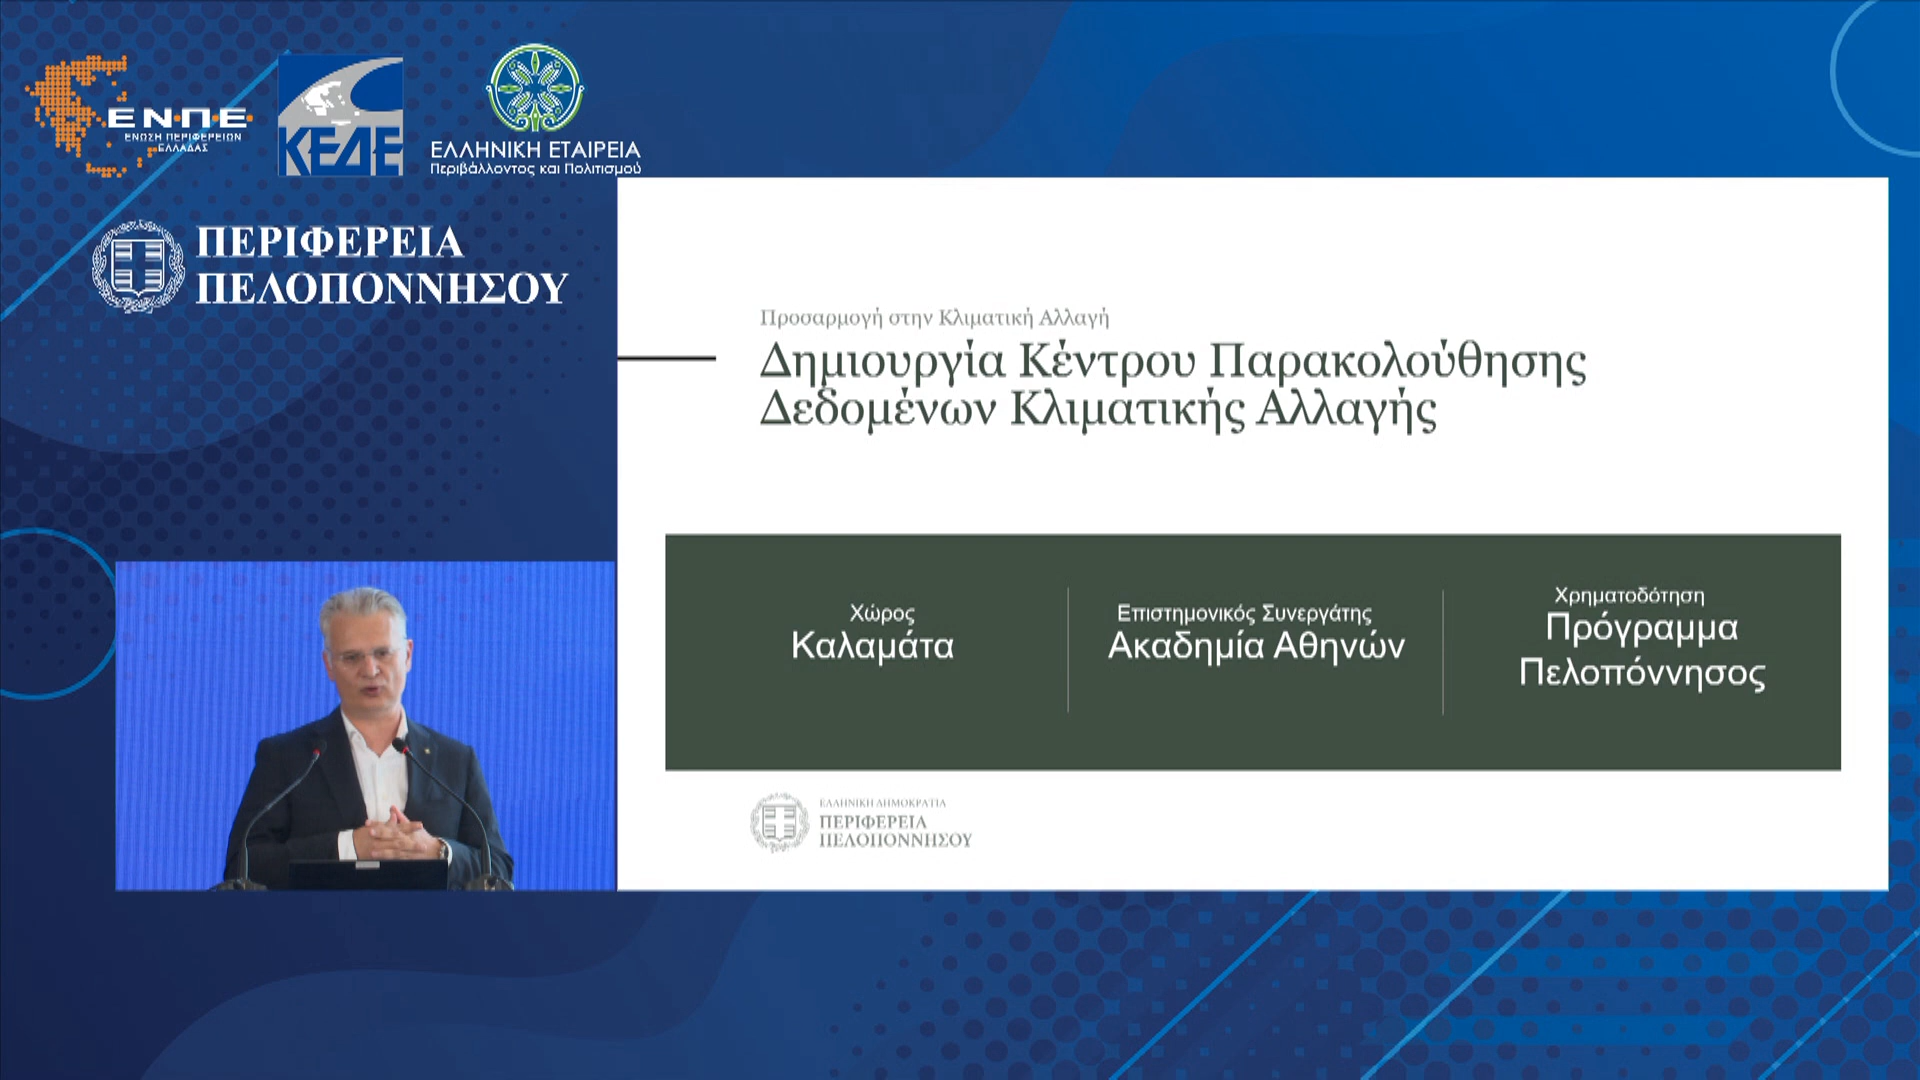 Ε·Ν·Π·Ε·
ΕΝΩΣΗ ΠΕΡΙΦΕΡΕΙΩΝ
ΕΛΛΑΔΑΣ
ΚΕΔΕ
ΕΛΛΗΝΙΚΗ ΕΤΑΙΡΕΙΑ
Περιβάλλοντος και Πολιτισμού
ΠΕΡΙΦΕΡΕΙΑ
ΠΕΛΟΠΟΝΝΗΣΟΥ
Προσαρμογή στην Κλιματική Αλλαγή
Δημιουργία Κέντρου Παρακολούθησης
Δεδομένων Κλιματικής Αλλαγής
Χώρος
Καλαμάτα
Επιστημονικός Συνεργάτης
Ακαδημία Αθηνών
Χρηματοδότηση
Πρόγραμμα
Πελοπόννησος
ΕΛΛΗΝΙΚΗ ΔΗΜΟΚΡΑΤΙΑ
ΠΕΡΙΦΕΡΕΙΑ
ΠΕΛΟΠΟΝΝΗΣΟΥ